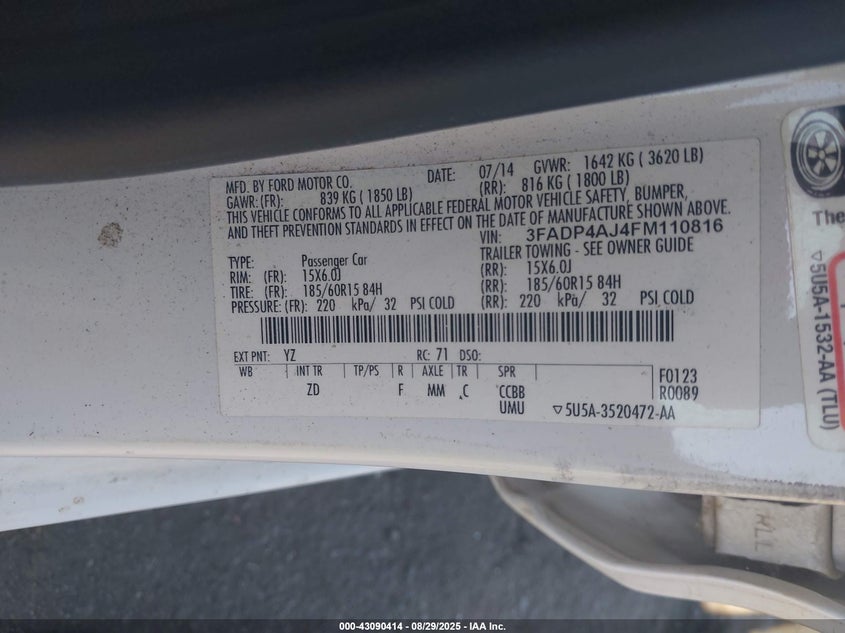 MFD. BY FORD MOTOR CO. DATE: 07/14 GVWR: 1642 KG ( 3620 LB)
GAWR: (FR): 839 KG ( 1850 LB) (RR): 816 KG ( 1800 LB)
THIS VEHICLE CONFORMS TO ALL APPLICABLE FEDERAL MOTOR VEHICLE SAFETY, BUMPER,
AND THEFT PREVENTION STANDARDS IN EFFECT ON THE DATE OF MANUFACTURE SHOWN ABOVE.
VIN: 3FADP4AJ4FM110816
TYPE: Passenger Car TRAILER TOWING - SEE OWNER GUIDE
RIM: (FR): 15X6.0J (RR): 15X6.0J
TIRE: (FR): 185/60R15 84H (RR): 185/60R15 84H
PRESSURE: (FR): 220 kPa/ 32 PSI COLD (RR): 220 kPa/ 32 PSI COLD
EXT PNT: YZ RC: 71 DSO:
WB INT TR TP/PS R AXLE TR SPR F0123
ZD F MM C CCBB R0089
UMU ▽5U5A-3520472-AA
The
▽5U5A-1532-AA (TLU)
000-43090414 - 08/29/2025 - IAA Inc.